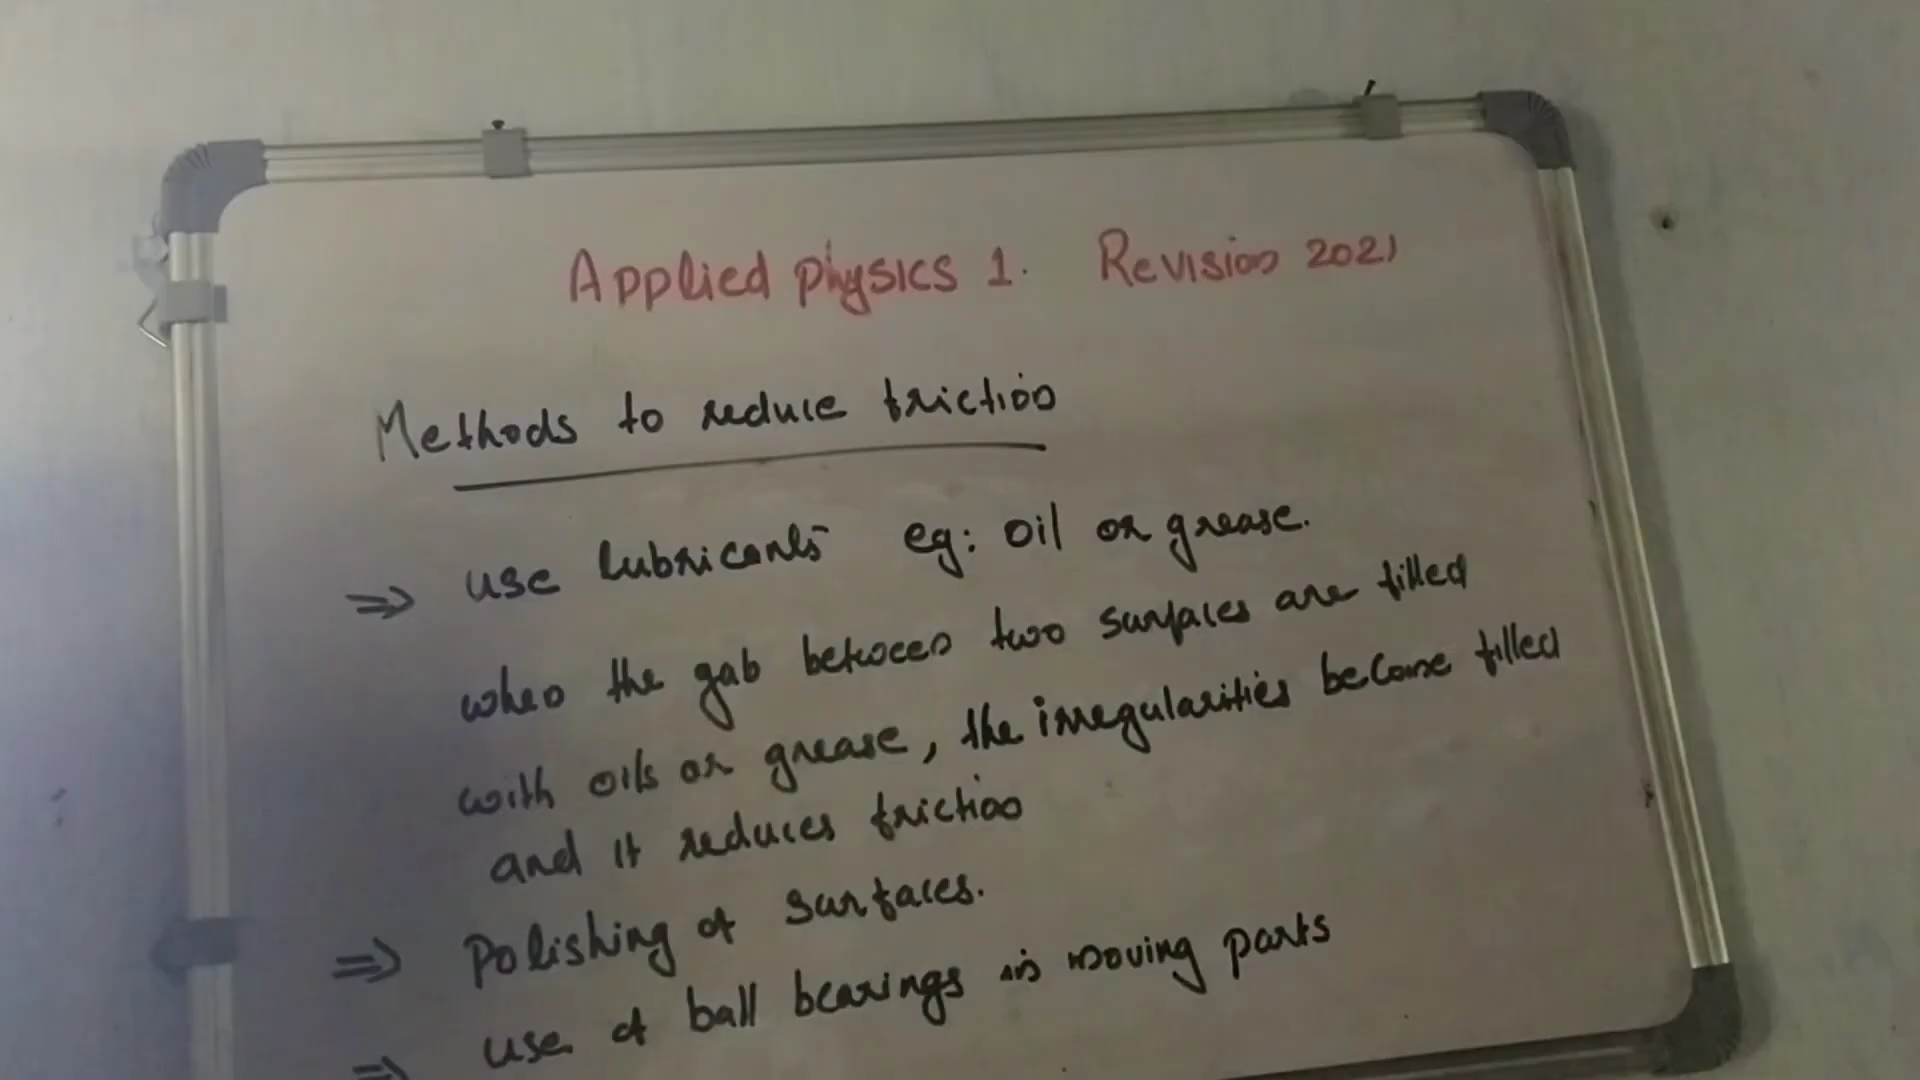 Applied Physics 1. Revision 2021
Methods to reduce friction
⇒ use lubricants eg: oil or grease.
when the gab between two surfaces are filled
with oils or grease, the irregularities become filled
and it reduces friction
⇒ Polishing of surfaces.
⇒ use of ball bearings in moving parts